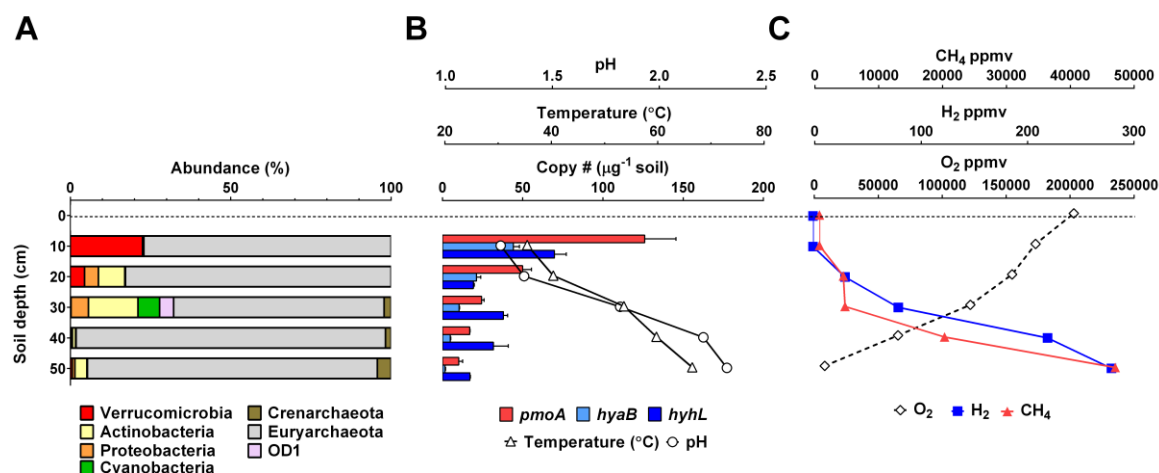 A
B
C
CH4 ppmv
0 10000 20000 30000 40000 50000
1.0 1.5 2.0 2.5
pH
H2 ppmv
Temperature (°C)
0 100 200 300
20 40 60 80
Abundance (%)
Copy # (µg-1 soil)
O2 ppmv
0 50 100
0 50 100 150 200
0 50000 100000 150000 200000 250000
Soil depth (cm)
0
10
20
30
40
50
Verrucomicrobia
Actinobacteria
Proteobacteria
Cyanobacteria
Crenarchaeota
Euryarchaeota
OD1
pmoA hyaB hyhL
Temperature (°C) pH
O2 H2 CH4